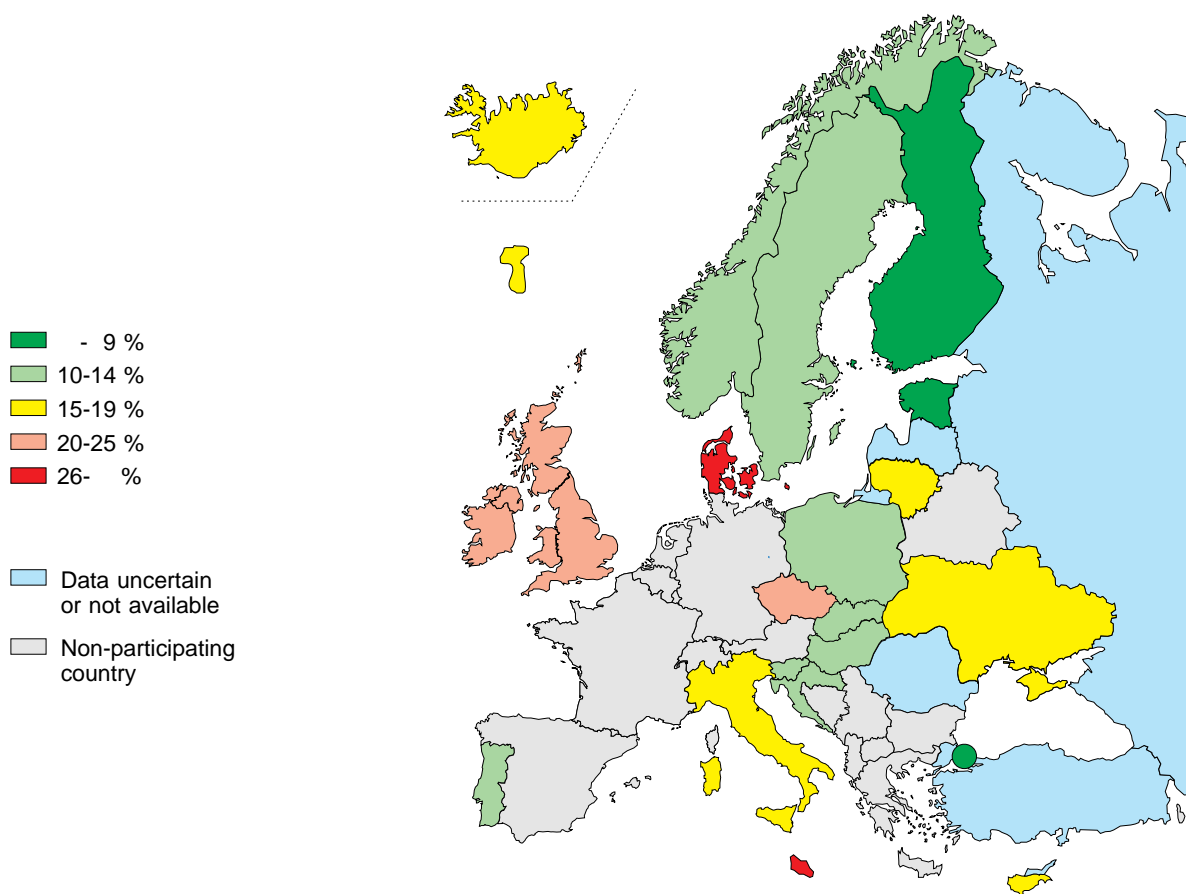 - 9 %
10-14 %
15-19 %
20-25 %
26- %
Data uncertain
or not available
Non-participating
country